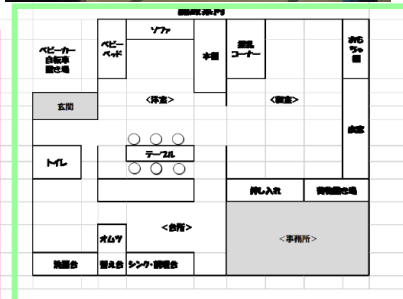 ソファ
ベビーカー
自転車
置き場
ベビー
ベッド
本棚
授乳
コーナー
おも
ちゃ
棚
玄関
<洋室>
<和室>
トイレ
テーブル
押し入れ
荷物置き場
オムツ
替え台
<台所>
<事務所>
洗面台
シンク・調理台